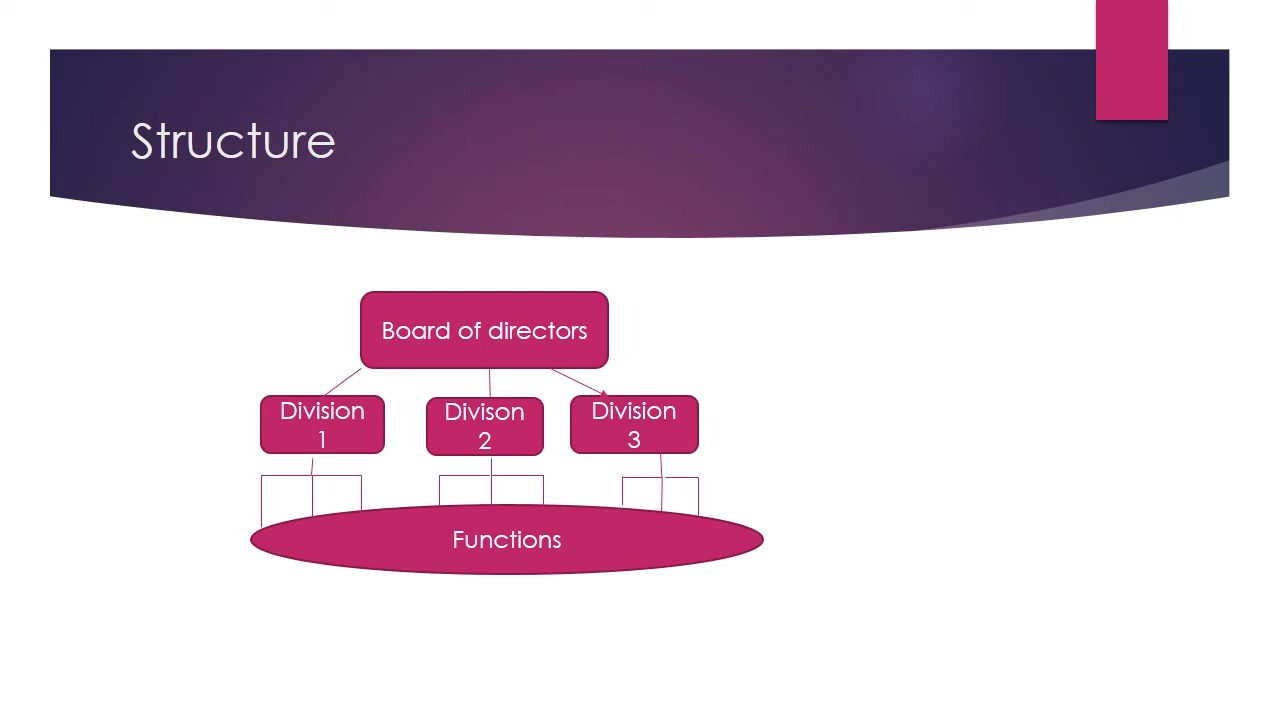 Structure
Board of directors
Division
1
Divison
2
Division
3
Functions